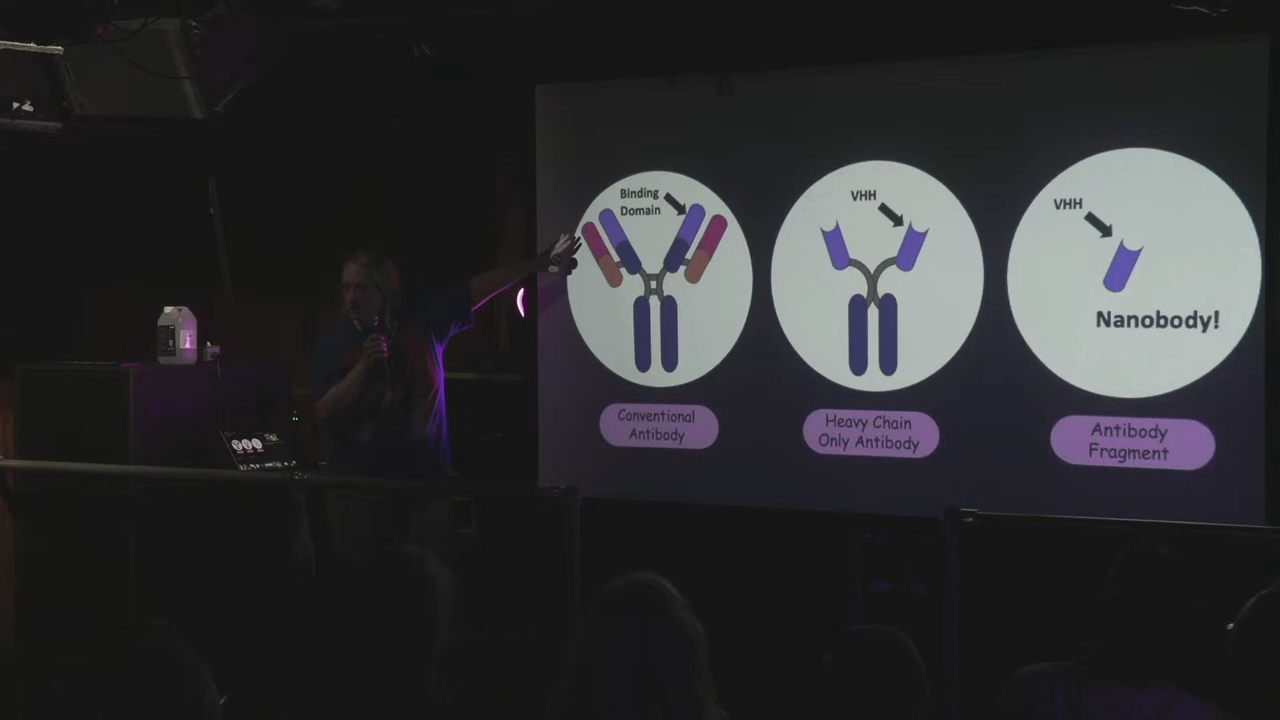 Binding
Domain
Conventional
Antibody
VHH
Heavy Chain
Only Antibody
VHH
Nanobody!
Antibody
Fragment